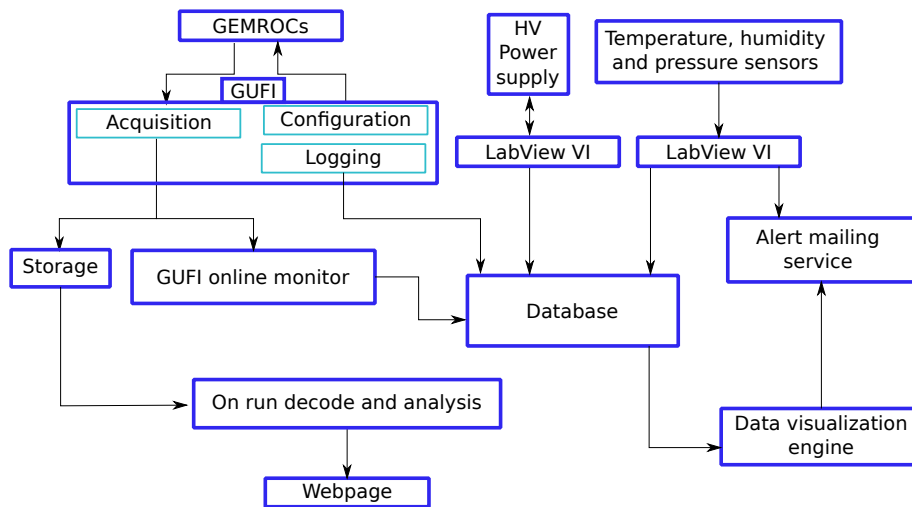 GEMROCs
HV
Power
supply
Temperature, humidity
and pressure sensors
GUFI
Acquisition
Configuration
Logging
LabView VI
LabView VI
Storage
GUFI online monitor
Alert mailing
service
Database
On run decode and analysis
Data visualization
engine
Webpage